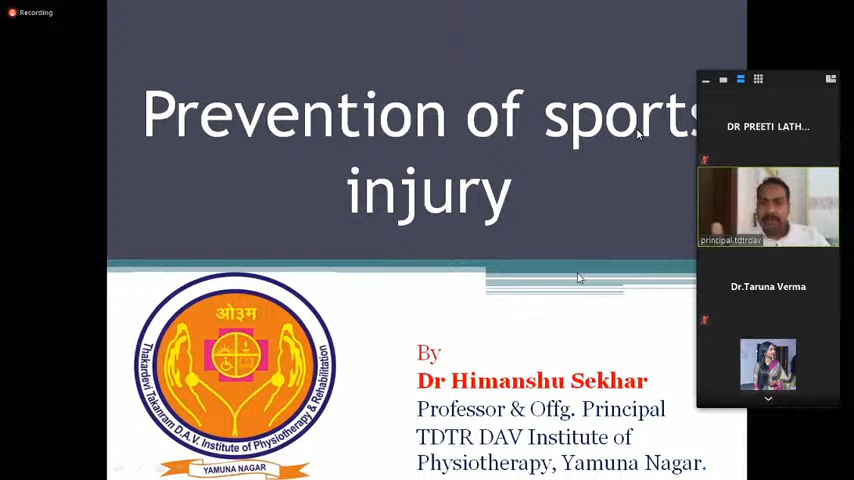 Recording
Prevention of sports
injury
DR PREETI LATH...
principal.tdtrdav
Dr.Taruna Verma
ओ३म
Thakardevi Takanram D.A.V. Institute of Physiotherapy & Rehabilitation
YAMUNA NAGAR
By
Dr Himanshu Sekhar
Professor & Offg. Principal
TDTR DAV Institute of
Physiotherapy, Yamuna Nagar.